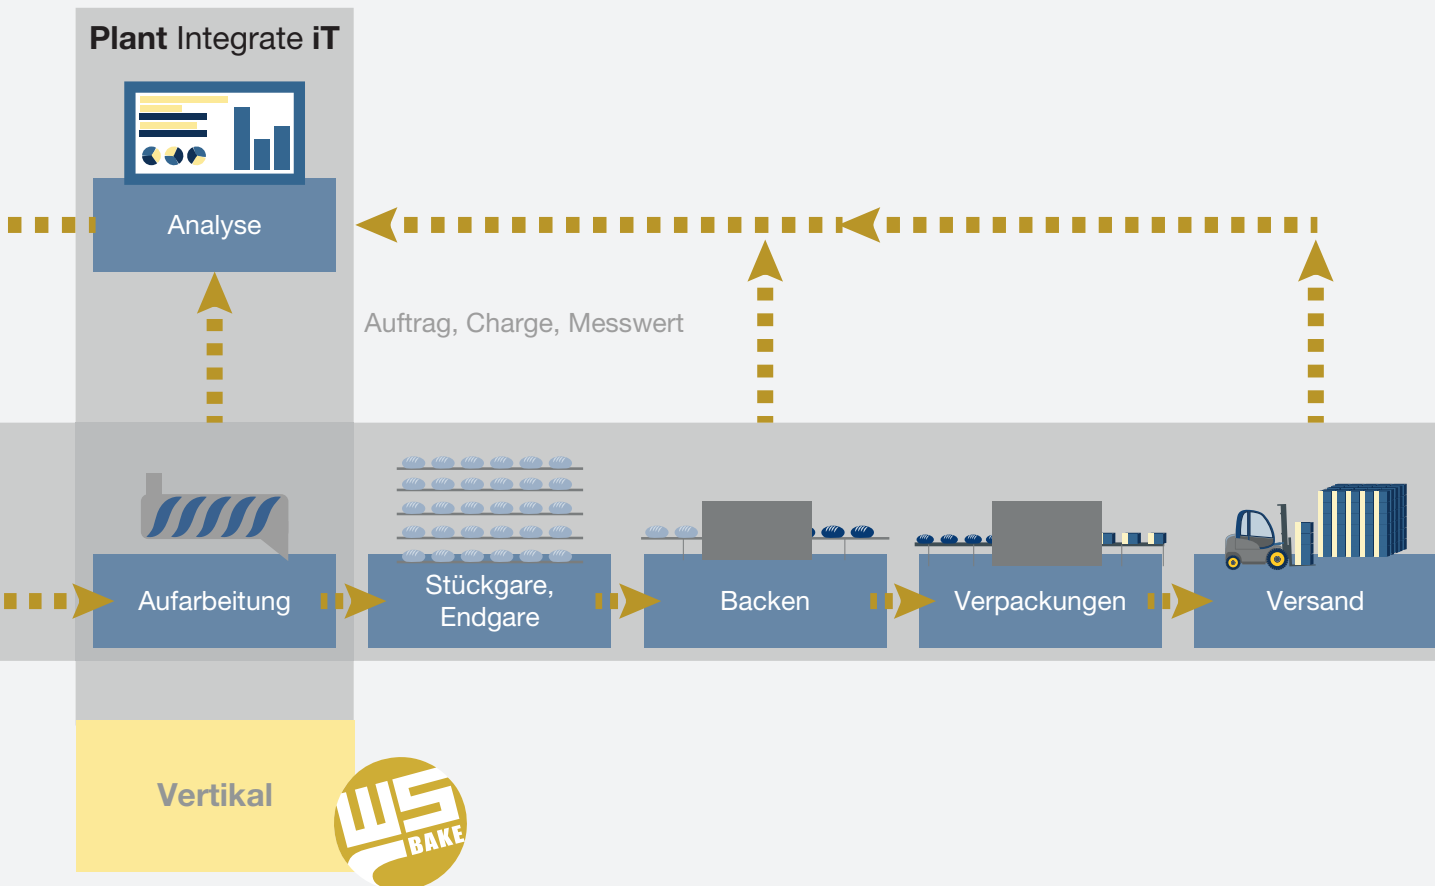 Plant Integrate iT
Analyse
Auftrag, Charge, Messwert
Aufarbeitung
Stückgare,
Endgare
Backen
Verpackungen
Versand
Vertikal
WS
BAKE